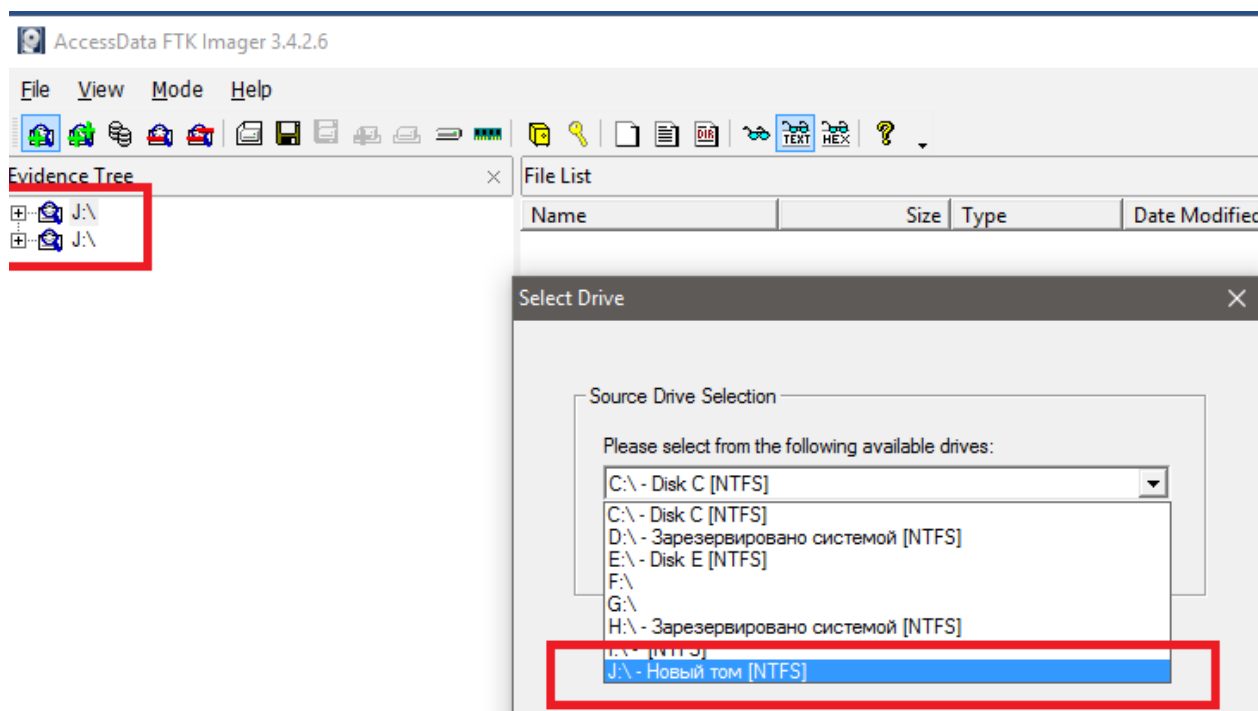 AccessData FTK Imager 3.4.2.6
File View Mode Help
DIR TEXT HEX
Evidence Tree
File List
J:\
J:\
Name Size Type Date Modified
Select Drive
Source Drive Selection
Please select from the following available drives:
C:\ - Disk C [NTFS]
C:\ - Disk C [NTFS]
D:\ - Зарезервировано системой [NTFS]
E:\ - Disk E [NTFS]
F:\
G:\
H:\ - Зарезервировано системой [NTFS]
I:\ - [NTFS]
J:\ - Новый том [NTFS]